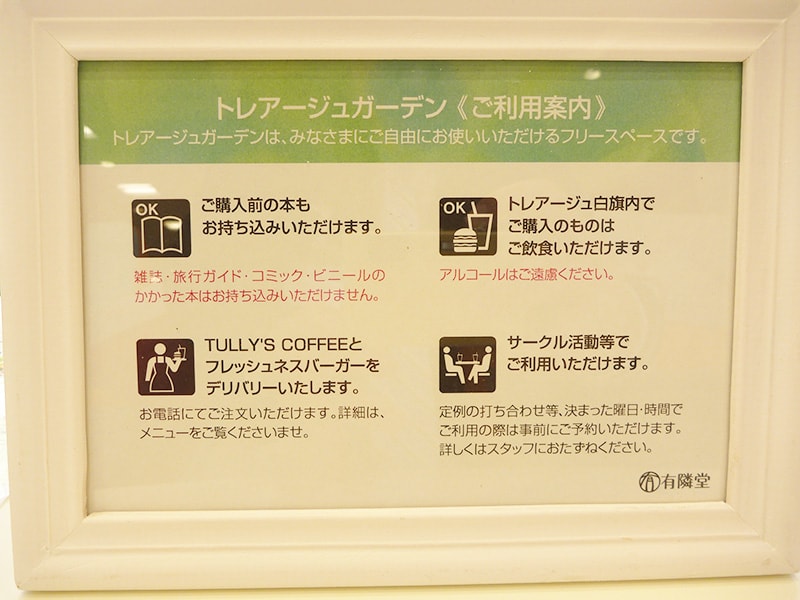 トレアージュガーデン《ご利用案内》
トレアージュガーデンは、みなさまにご自由にお使いいただけるフリースペースです。
OK
ご購入前の本も
お持ち込みいただけます。
雑誌・旅行ガイド・コミック・ビニールの
かかった本はお持ち込みいただけません。
OK
トレアージュ白旗内で
ご購入のものは
ご飲食いただけます。
アルコールはご遠慮ください。
TULLY'S COFFEEと
フレッシュネスバーガーを
デリバリーいたします。
お電話にてご注文いただけます。詳細は、
メニューをご覧くださいませ。
サークル活動等で
ご利用いただけます。
定例の打ち合わせ等、決まった曜日・時間で
ご利用の際は事前にご予約いただけます。
詳しくはスタッフにおたずねください。
有隣堂